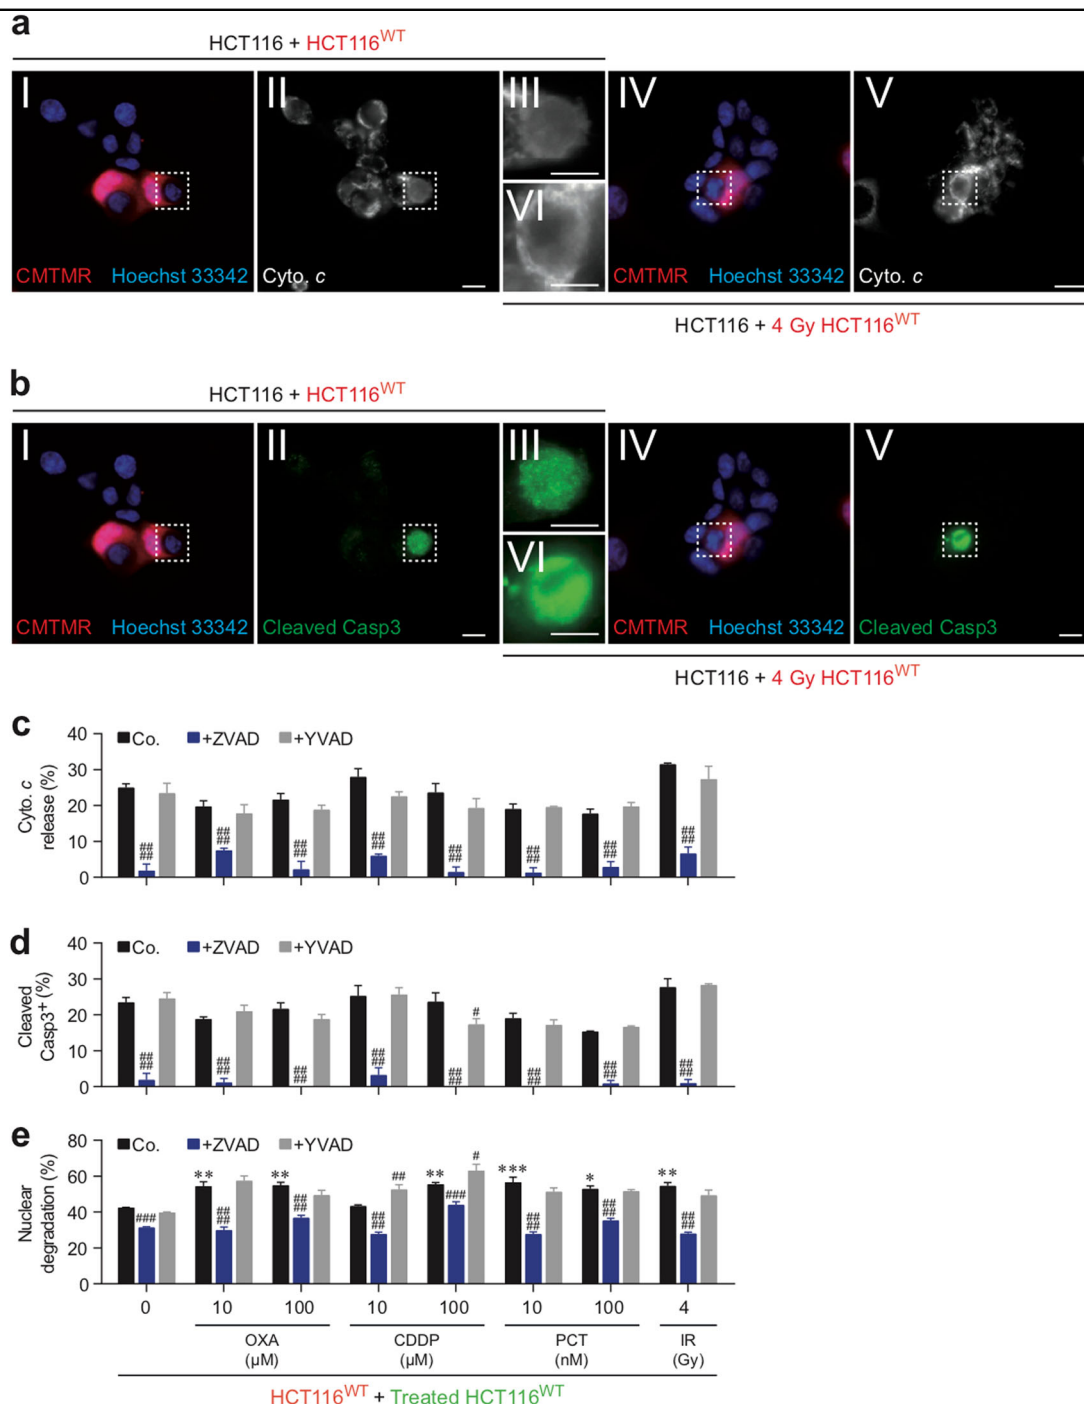 a
HCT116 + HCT116WT
I
II
III
IV
V
VI
CMTMR Hoechst 33342
Cyto. c
CMTMR Hoechst 33342
Cyto. c
HCT116 + 4 Gy HCT116WT
b
HCT116 + HCT116WT
I
II
III
IV
V
VI
CMTMR Hoechst 33342
Cleaved Casp3
CMTMR Hoechst 33342
Cleaved Casp3
HCT116 + 4 Gy HCT116WT
c
Cyto. c
release (%)
40
30
20
10
0
Co. +ZVAD +YVAD
## ## ## ## ## ## ## ##
## ## ## ## ## ## ## ##
d
Cleaved
Casp3+ (%)
40
30
20
10
0
Co. +ZVAD +YVAD
#
## ## ## ## ## ## ## ##
## ## ## ## ## ## ## ##
e
Nuclear
degradation (%)
80
60
40
20
0
Co. +ZVAD +YVAD
** ** ## ** # *** * **
### ## ## ## ### ## ## ##
## ## ## ## ## ##
0 10 100 10 100 10 100 4
OXA CDDP PCT IR
(µM) (µM) (nM) (Gy)
HCT116WT + Treated HCT116WT